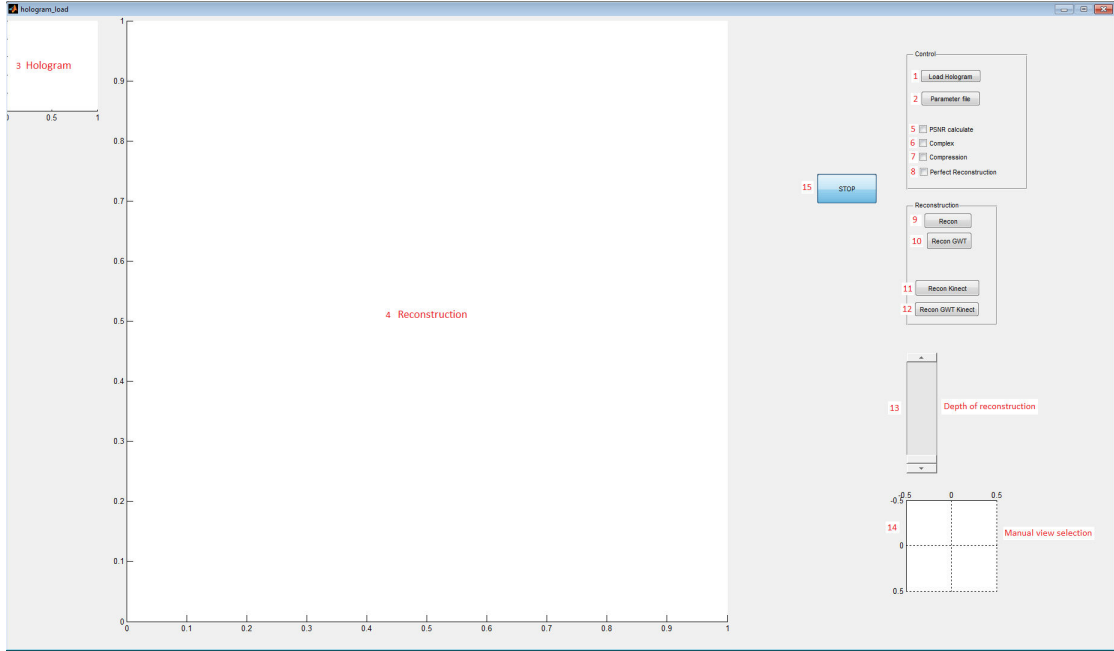 hologram_load
3 Hologram
0 0.5 1
1
0.9
0.8
0.7
0.6
0.5
0.4
0.3
0.2
0.1
0
0 0.1 0.2 0.3 0.4 0.5 0.6 0.7 0.8 0.9 1
4 Reconstruction
15 STOP
Control
1 Load Hologram
2 Parameter file
5 PSNR calculate
6 Complex
7 Compression
8 Perfect Reconstruction
Reconstruction
9 Recon
10 Recon GWT
11 Recon Kinect
12 Recon GWT Kinect
13 Depth of reconstruction
-0.5 0 0.5
-0.5
14 Manual view selection
0
0.5